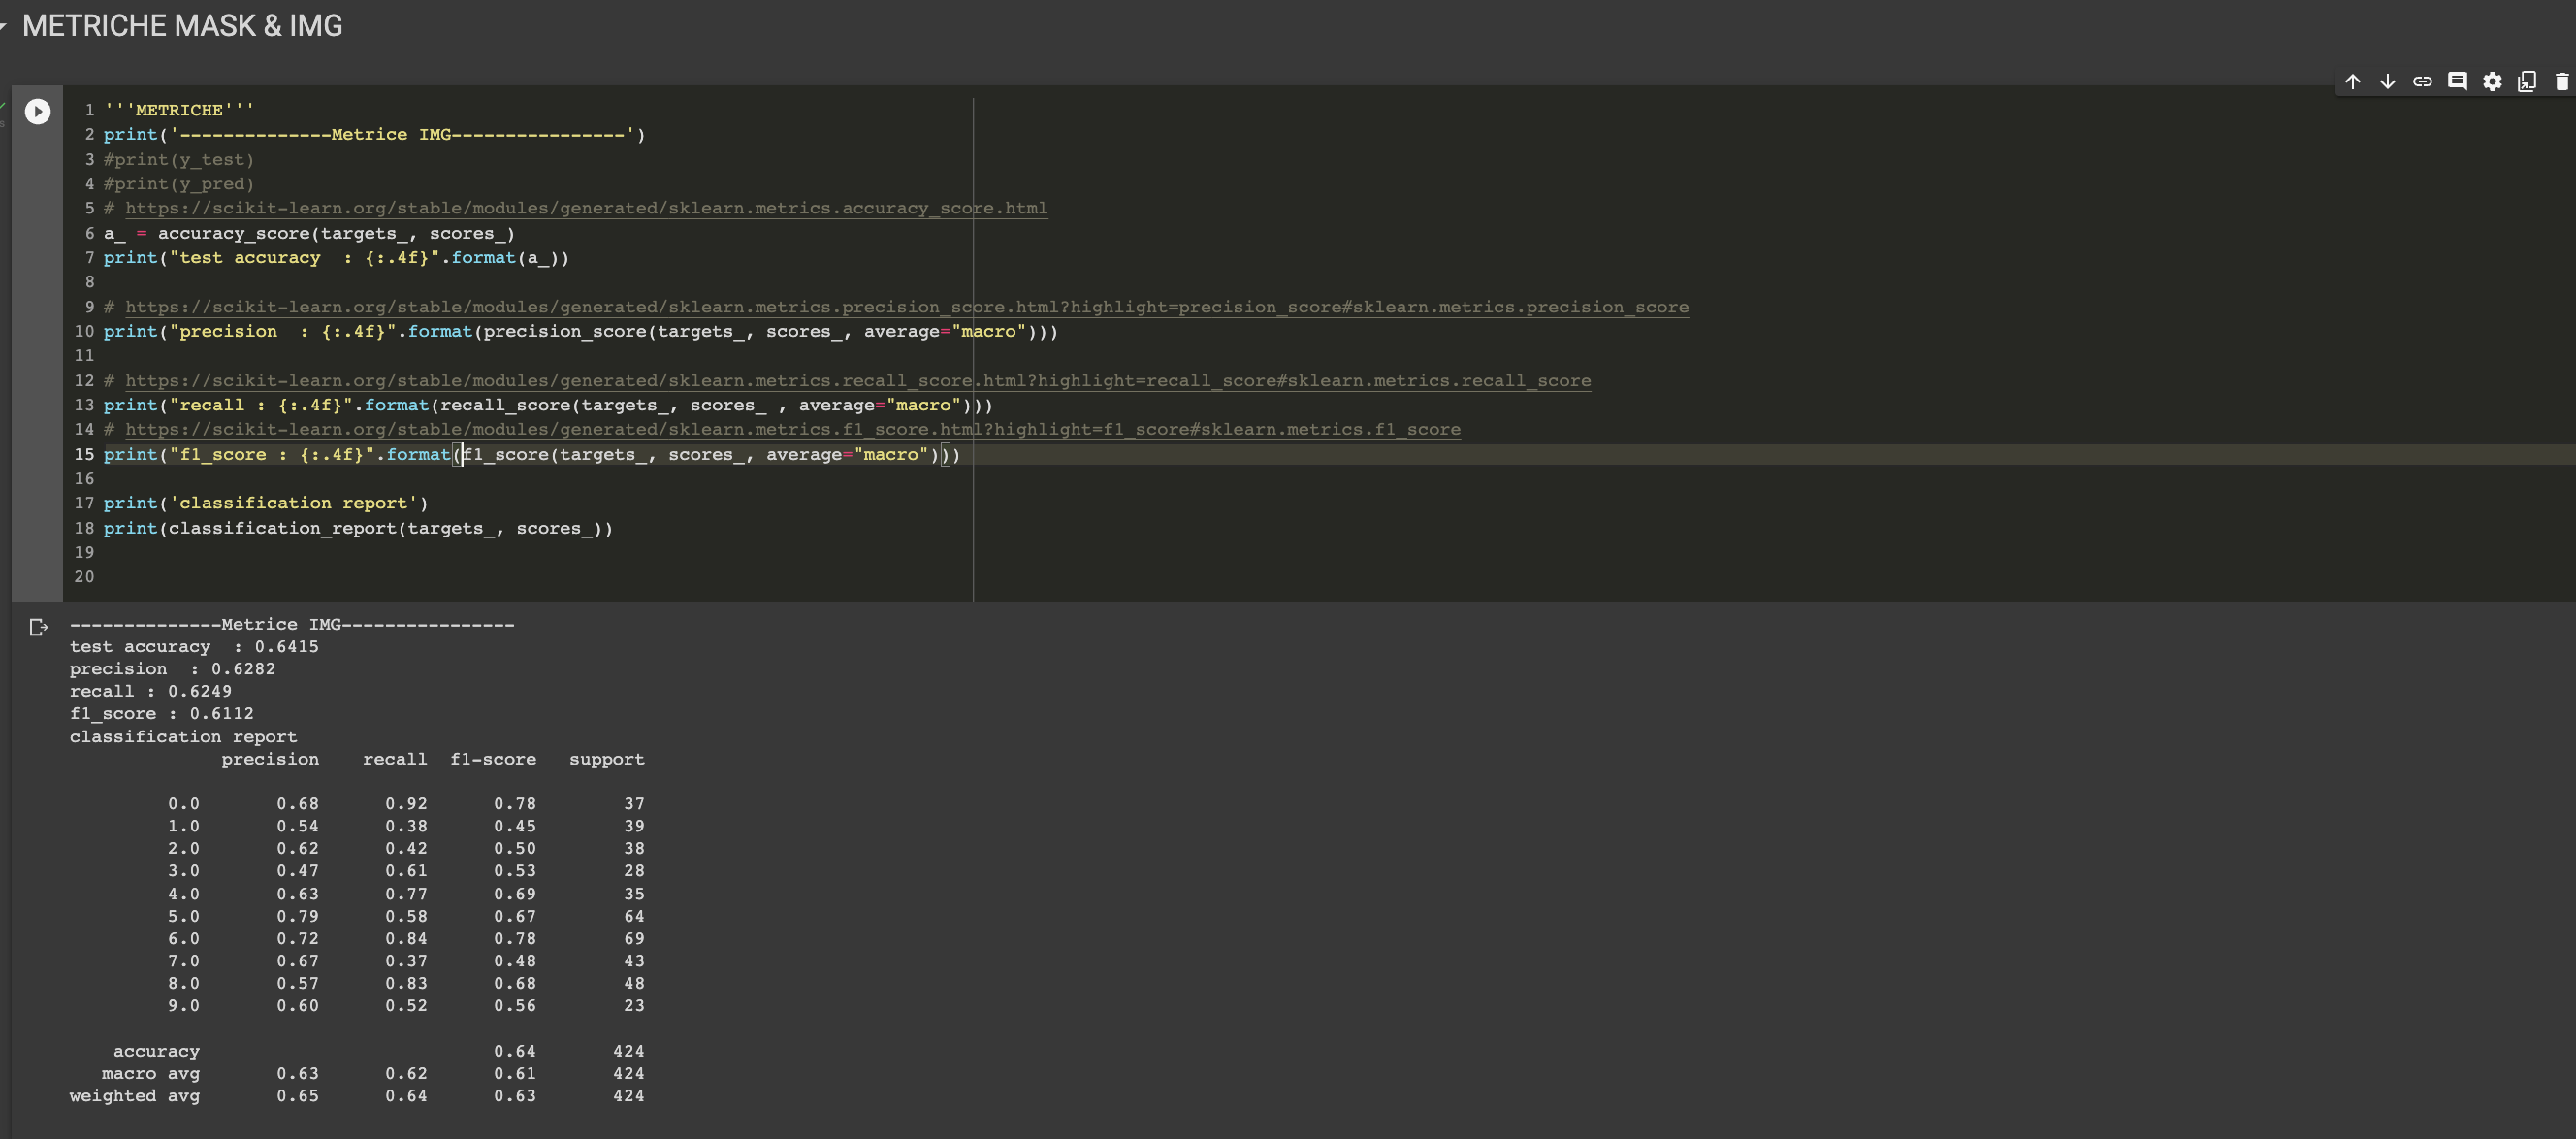 METRICHE MASK & IMG
1 '''METRICHE'''
2 print('--------------Metrice IMG----------------')
3 #print(y_test)
4 #print(y_pred)
5 # https://scikit-learn.org/stable/modules/generated/sklearn.metrics.accuracy_score.html
6 a_ = accuracy_score(targets_, scores_)
7 print("test accuracy  : {:.4f}".format(a_))
8
9 # https://scikit-learn.org/stable/modules/generated/sklearn.metrics.precision_score.html?highlight=precision_score#sklearn.metrics.precision_score
10 print("precision  : {:.4f}".format(precision_score(targets_, scores_, average="macro")))
11
12 # https://scikit-learn.org/stable/modules/generated/sklearn.metrics.recall_score.html?highlight=recall_score#sklearn.metrics.recall_score
13 print("recall : {:.4f}".format(recall_score(targets_, scores_ , average="macro")))
14 # https://scikit-learn.org/stable/modules/generated/sklearn.metrics.f1_score.html?highlight=f1_score#sklearn.metrics.f1_score
15 print("f1_score : {:.4f}".format(f1_score(targets_, scores_, average="macro")))
16
17 print('classification report')
18 print(classification_report(targets_, scores_))
19
20
--------------Metrice IMG----------------
test accuracy  : 0.6415
precision  : 0.6282
recall : 0.6249
f1_score : 0.6112
classification report
precision recall f1-score support
0.0 0.68 0.92 0.78 37
1.0 0.54 0.38 0.45 39
2.0 0.62 0.42 0.50 38
3.0 0.47 0.61 0.53 28
4.0 0.63 0.77 0.69 35
5.0 0.79 0.58 0.67 64
6.0 0.72 0.84 0.78 69
7.0 0.67 0.37 0.48 43
8.0 0.57 0.83 0.68 48
9.0 0.60 0.52 0.56 23
accuracy 0.64 424
macro avg 0.63 0.62 0.61 424
weighted avg 0.65 0.64 0.63 424